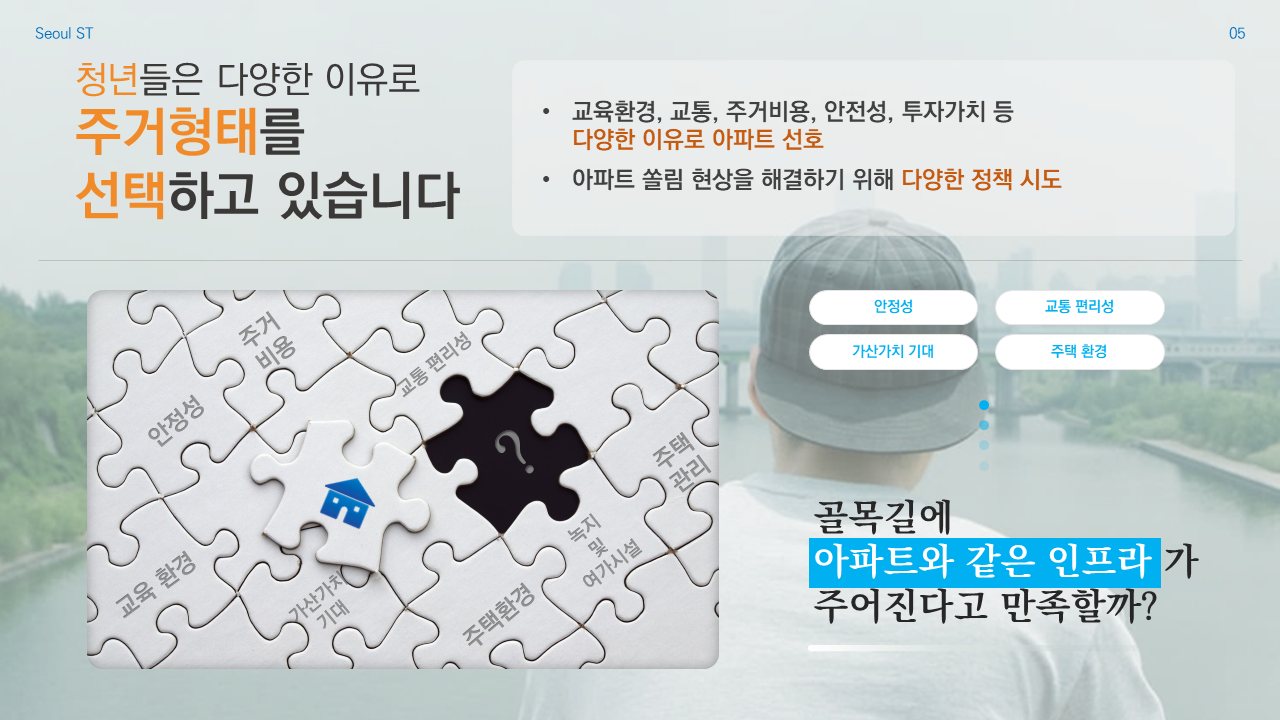 Seoul ST
05
청년들은 다양한 이유로
주거형태를
선택하고 있습니다
• 교육환경, 교통, 주거비용, 안전성, 투자가치 등
다양한 이유로 아파트 선호
• 아파트 쏠림 현상을 해결하기 위해 다양한 정책 시도
주거
비용
교통 편리성
안정성
?
주택
관리
녹지
및
여가시설
교육 환경
가산가치
기대
주택환경
안정성
교통 편리성
가산가치 기대
주택 환경
골목길에
아파트와 같은 인프라가
주어진다고 만족할까?